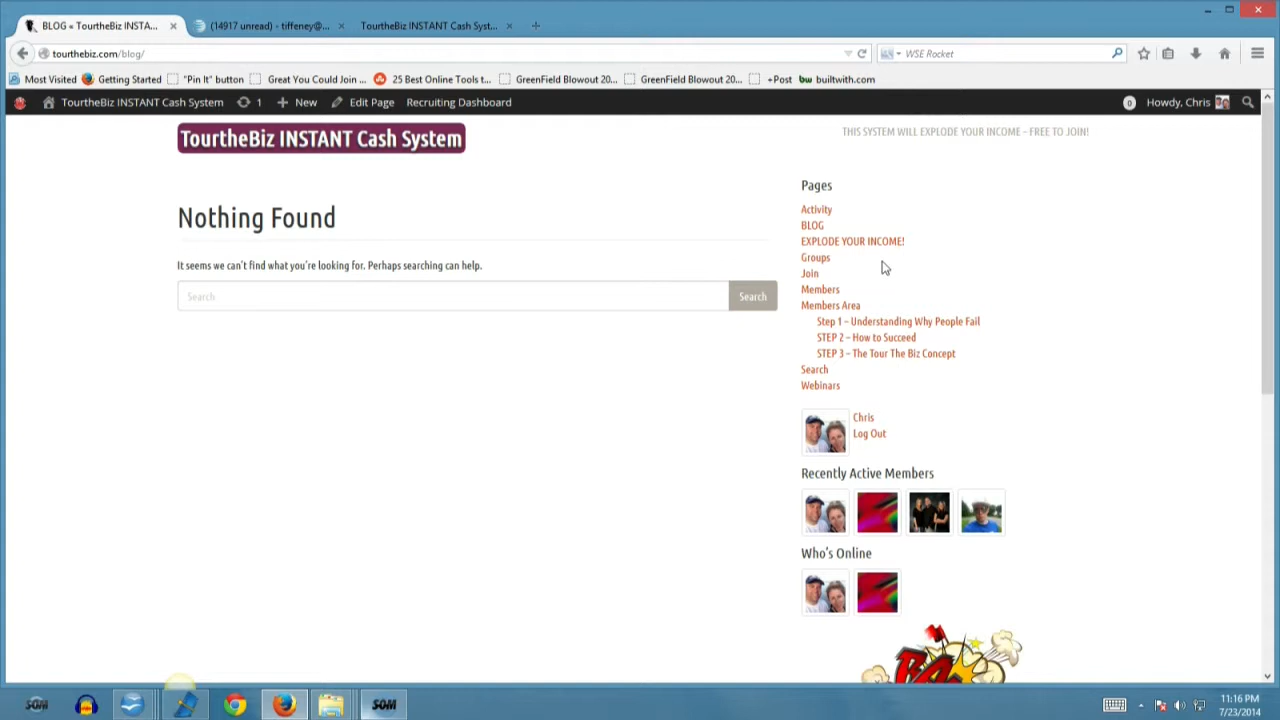 BLOG « TourtheBiz INSTA...
(14917 unread) - tiffeney@...
TourtheBiz INSTANT Cash Syst...
tourthebiz.com/blog/
WSE Rocket
Most Visited
Getting Started
"Pin It" button
Great You Could Join ...
25 Best Online Tools t...
GreenField Blowout 20...
GreenField Blowout 20...
+Post
bw builtwith.com
TourtheBiz INSTANT Cash System
1
New
Edit Page
Recruiting Dashboard
0
Howdy, Chris
TourtheBiz INSTANT Cash System
THIS SYSTEM WILL EXPLODE YOUR INCOME – FREE TO JOIN!
Nothing Found
It seems we can't find what you're looking for. Perhaps searching can help.
Search
Search
Pages
Activity
BLOG
EXPLODE YOUR INCOME!
Groups
Join
Members
Members Area
Step 1 – Understanding Why People Fail
STEP 2 – How to Succeed
STEP 3 – The Tour The Biz Concept
Search
Webinars
Chris
Log Out
Recently Active Members
Who's Online
SOM
SOM
11:16 PM
7/23/2014